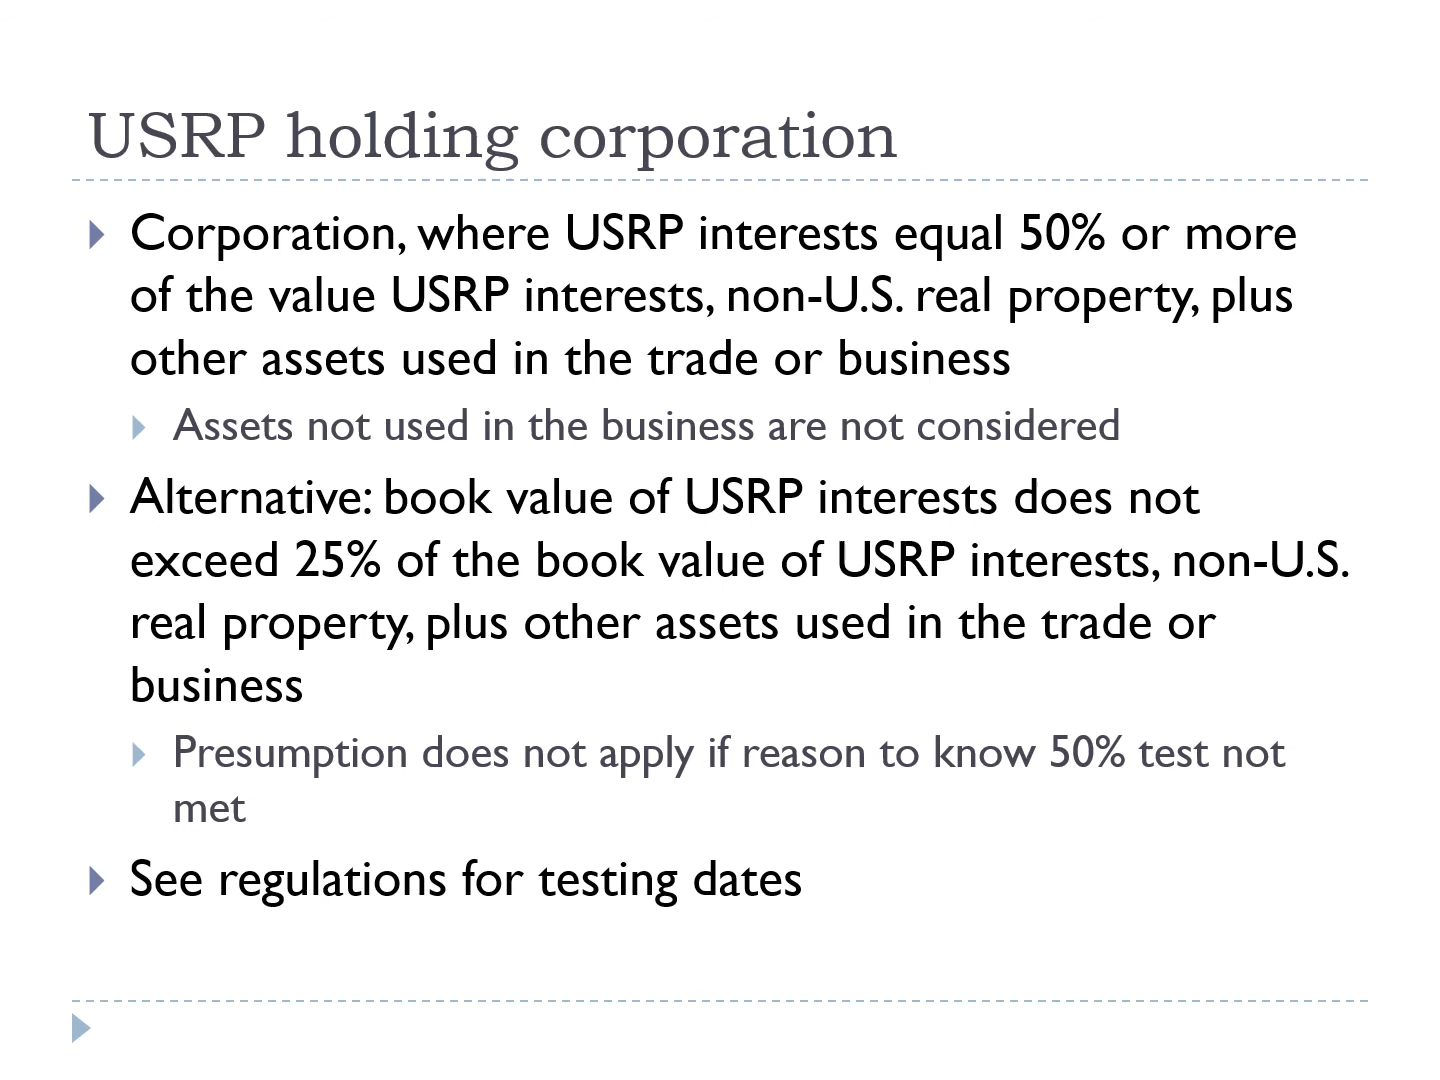 USRP holding corporation
Corporation, where USRP interests equal 50% or more
of the value USRP interests, non-U.S. real property, plus
other assets used in the trade or business
Assets not used in the business are not considered
Alternative: book value of USRP interests does not
exceed 25% of the book value of USRP interests, non-U.S.
real property, plus other assets used in the trade or
business
Presumption does not apply if reason to know 50% test not
met
See regulations for testing dates